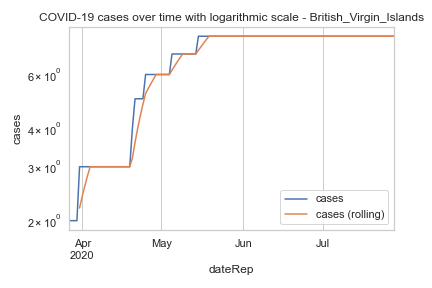 COVID-19 cases over time with logarithmic scale - British_Virgin_Islands
cases
6 × 10⁰
4 × 10⁰
3 × 10⁰
2 × 10⁰
cases
cases (rolling)
Apr May Jun Jul
2020
dateRep